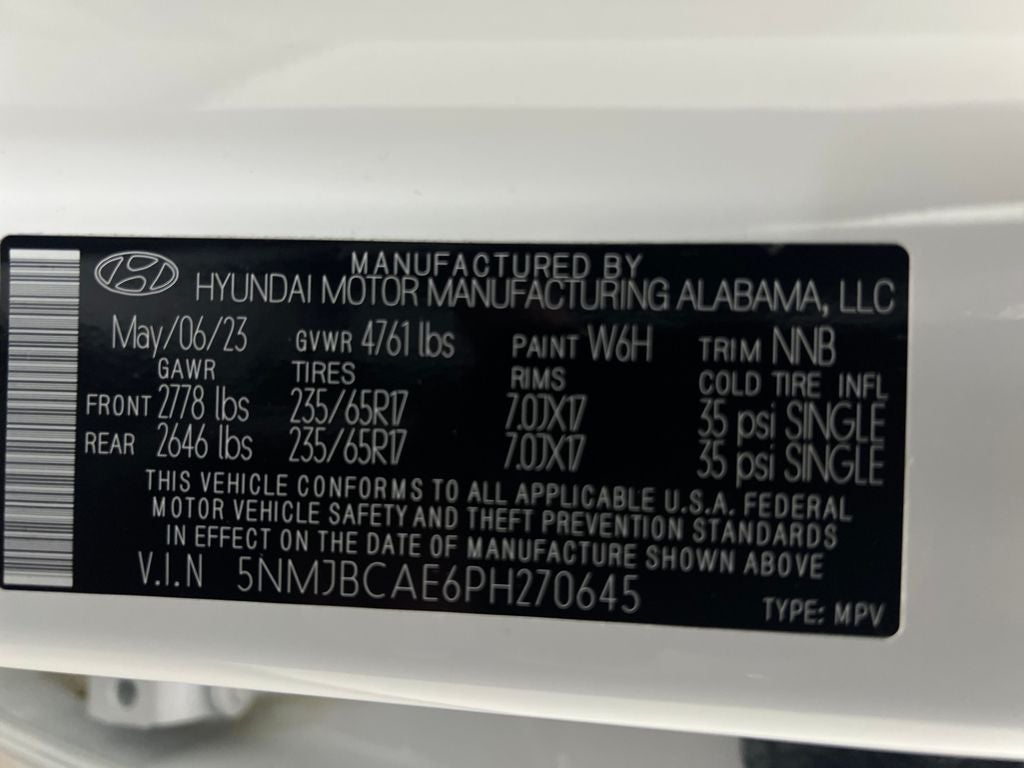 MANUFACTURED BY
HYUNDAI MOTOR MANUFACTURING ALABAMA, LLC
May/06/23 GVWR 4761 lbs PAINT W6H TRIM NNB
GAWR TIRES RIMS COLD TIRE INFL
FRONT 2778 lbs 235/65R17 7.0JX17 35 psi SINGLE
REAR 2646 lbs 235/65R17 7.0JX17 35 psi SINGLE
THIS VEHICLE CONFORMS TO ALL APPLICABLE U.S.A. FEDERAL
MOTOR VEHICLE SAFETY AND THEFT PREVENTION STANDARDS
IN EFFECT ON THE DATE OF MANUFACTURE SHOWN ABOVE
V.I.N 5NMJBCAE6PH270645
TYPE: MPV